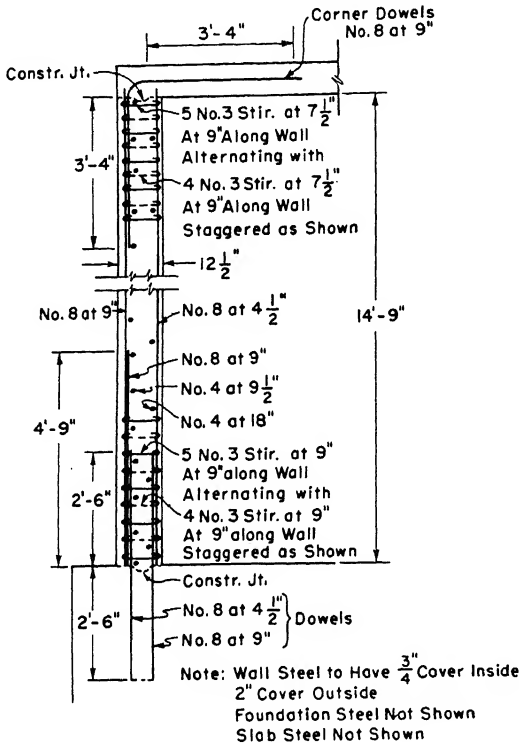 Corner Dowels
No. 8 at 9"
3'-4"
Constr. Jt.
5 No. 3 Stir. at 7 1/2"
At 9" Along Wall
Alternating with
3'-4"
4 No. 3 Stir. at 7 1/2"
At 9" Along Wall
Staggered as Shown
12 1/2"
No. 8 at 9"
No. 8 at 4 1/2"
14'-9"
No. 8 at 9"
No. 4 at 9 1/2"
No. 4 at 18"
4'-9"
5 No. 3 Stir. at 9"
At 9" along Wall
Alternating with
2'-6"
4 No. 3 Stir. at 9"
At 9" along Wall
Staggered as Shown
Constr. Jt.
2'-6"
No. 8 at 4 1/2"
Dowels
No. 8 at 9"
Note: Wall Steel to Have 3/4" Cover Inside
2" Cover Outside
Foundation Steel Not Shown
Slab Steel Not Shown